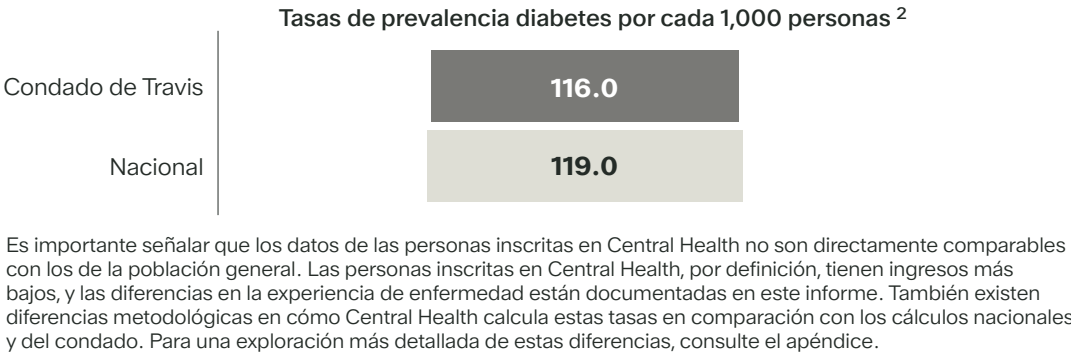 Tasas de prevalencia diabetes por cada 1,000 personas ²
Condado de Travis
116.0
Nacional
119.0
Es importante señalar que los datos de las personas inscritas en Central Health no son directamente comparables
con los de la población general. Las personas inscritas en Central Health, por definición, tienen ingresos más
bajos, y las diferencias en la experiencia de enfermedad están documentadas en este informe. También existen
diferencias metodológicas en cómo Central Health calcula estas tasas en comparación con los cálculos nacionales
y del condado. Para una exploración más detallada de estas diferencias, consulte el apéndice.